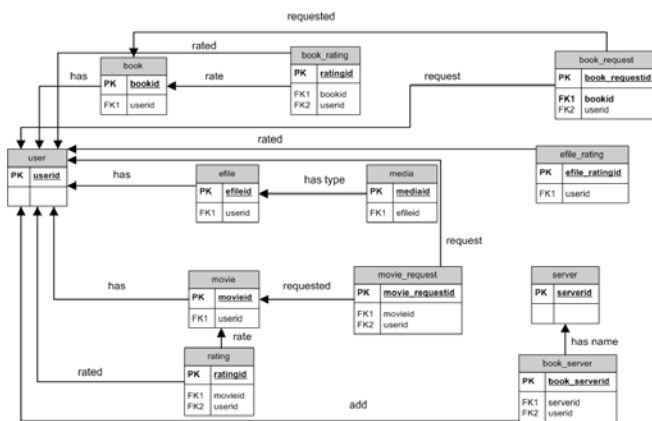 requested
book
PK bookid
FK1 userid
has
rated
rate
book_rating
PK ratingid
FK1 bookid
FK2 userid
request
book_request
PK book_requestid
FK1 bookid
FK2 userid
user
PK userid
rated
efile_rating
PK efile_ratingid
FK1 userid
has
efile
PK efileid
FK1 userid
has type
media
PK mediaid
FK1 efileid
request
has
movie
PK movieid
FK1 userid
requested
movie_request
PK movie_requestid
FK1 movieid
FK2 userid
server
PK serverid
rate
has name
rated
rating
PK ratingid
FK1 movieid
FK2 userid
book_server
PK book_serverid
FK1 serverid
FK2 userid
add